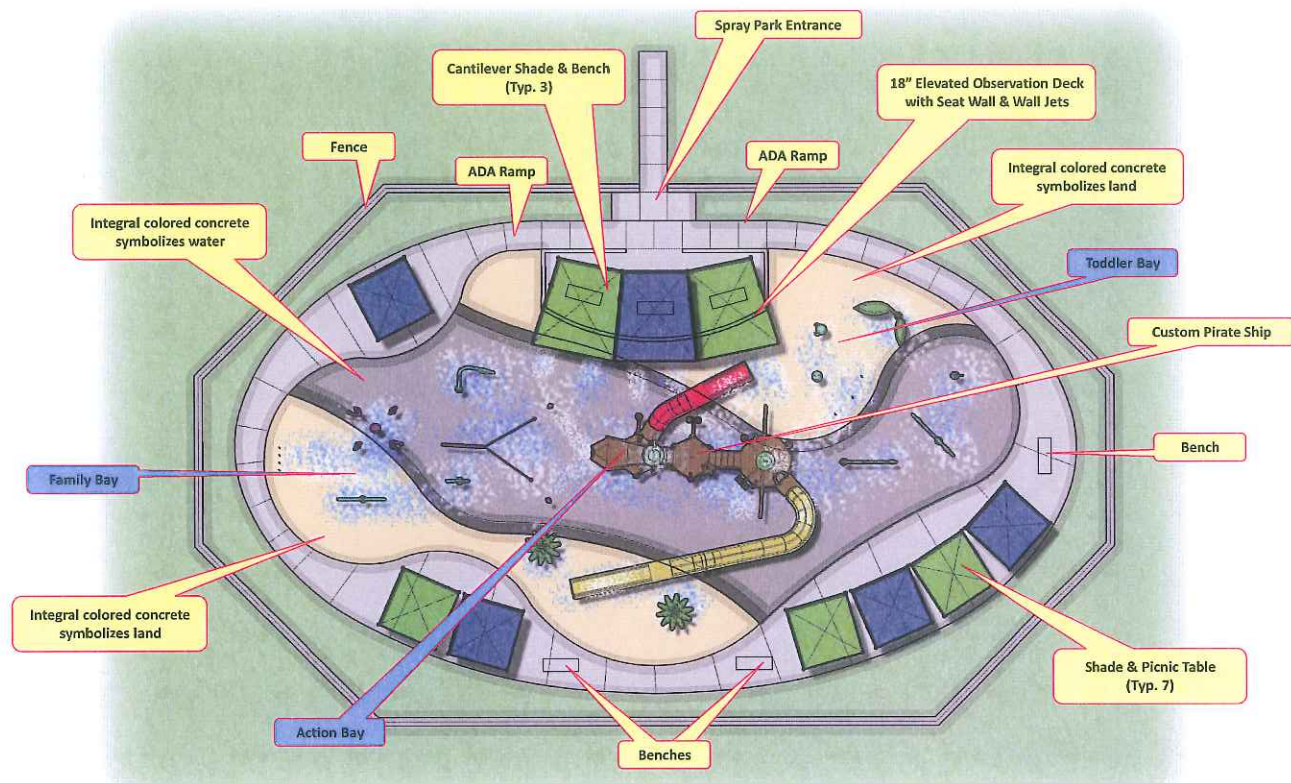 Spray Park Entrance
Cantilever Shade & Bench
(Typ. 3)
18" Elevated Observation Deck
with Seat Wall & Wall Jets
Fence
ADA Ramp
ADA Ramp
Integral colored concrete
symbolizes land
Integral colored concrete
symbolizes water
Toddler Bay
Custom Pirate Ship
Bench
Family Bay
Integral colored concrete
symbolizes land
Shade & Picnic Table
(Typ. 7)
Action Bay
Benches